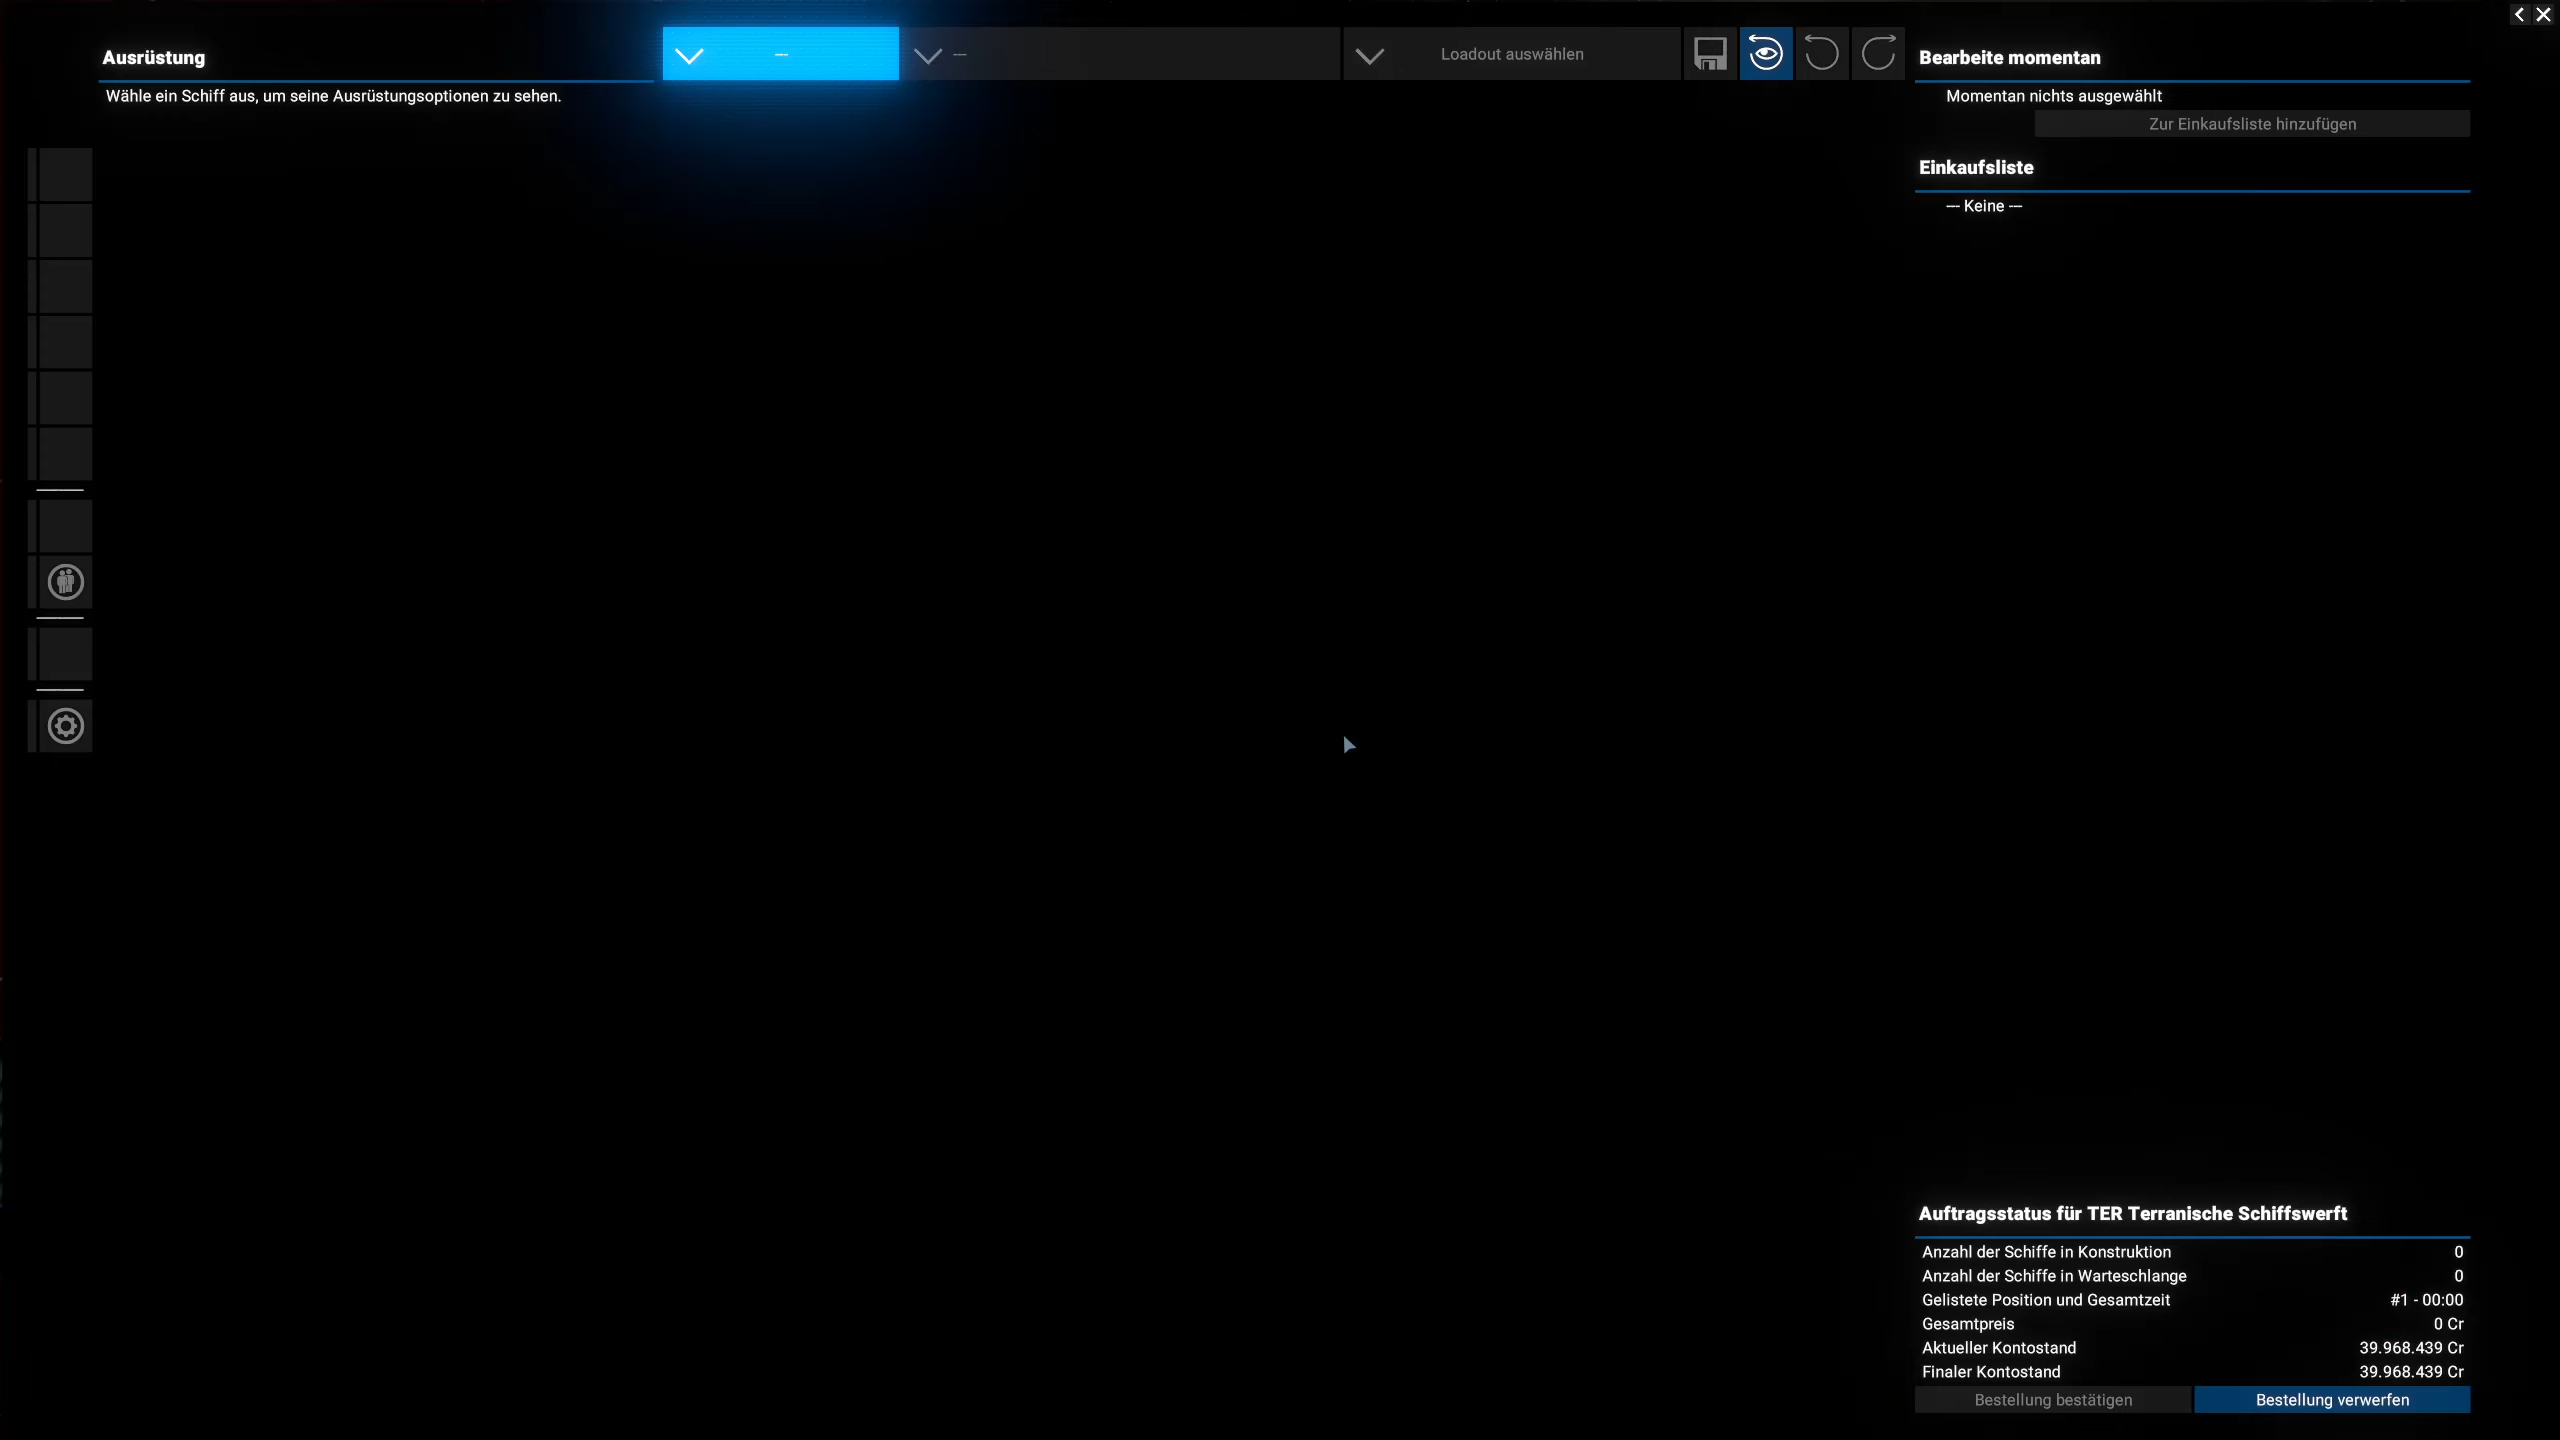 Ausrüstung
Wähle ein Schiff aus, um seine Ausrüstungsoptionen zu sehen.
---
---
Loadout auswählen
Bearbeite momentan
Momentan nichts ausgewählt
Zur Einkaufsliste hinzufügen
Einkaufsliste
--- Keine ---
Auftragsstatus für TER Terranische Schiffswerft
Anzahl der Schiffe in Konstruktion 0
Anzahl der Schiffe in Warteschlange 0
Gelistete Position und Gesamtzeit #1 - 00:00
Gesamtpreis 0 Cr
Aktueller Kontostand 39.968.439 Cr
Finaler Kontostand 39.968.439 Cr
Bestellung bestätigen Bestellung verwerfen